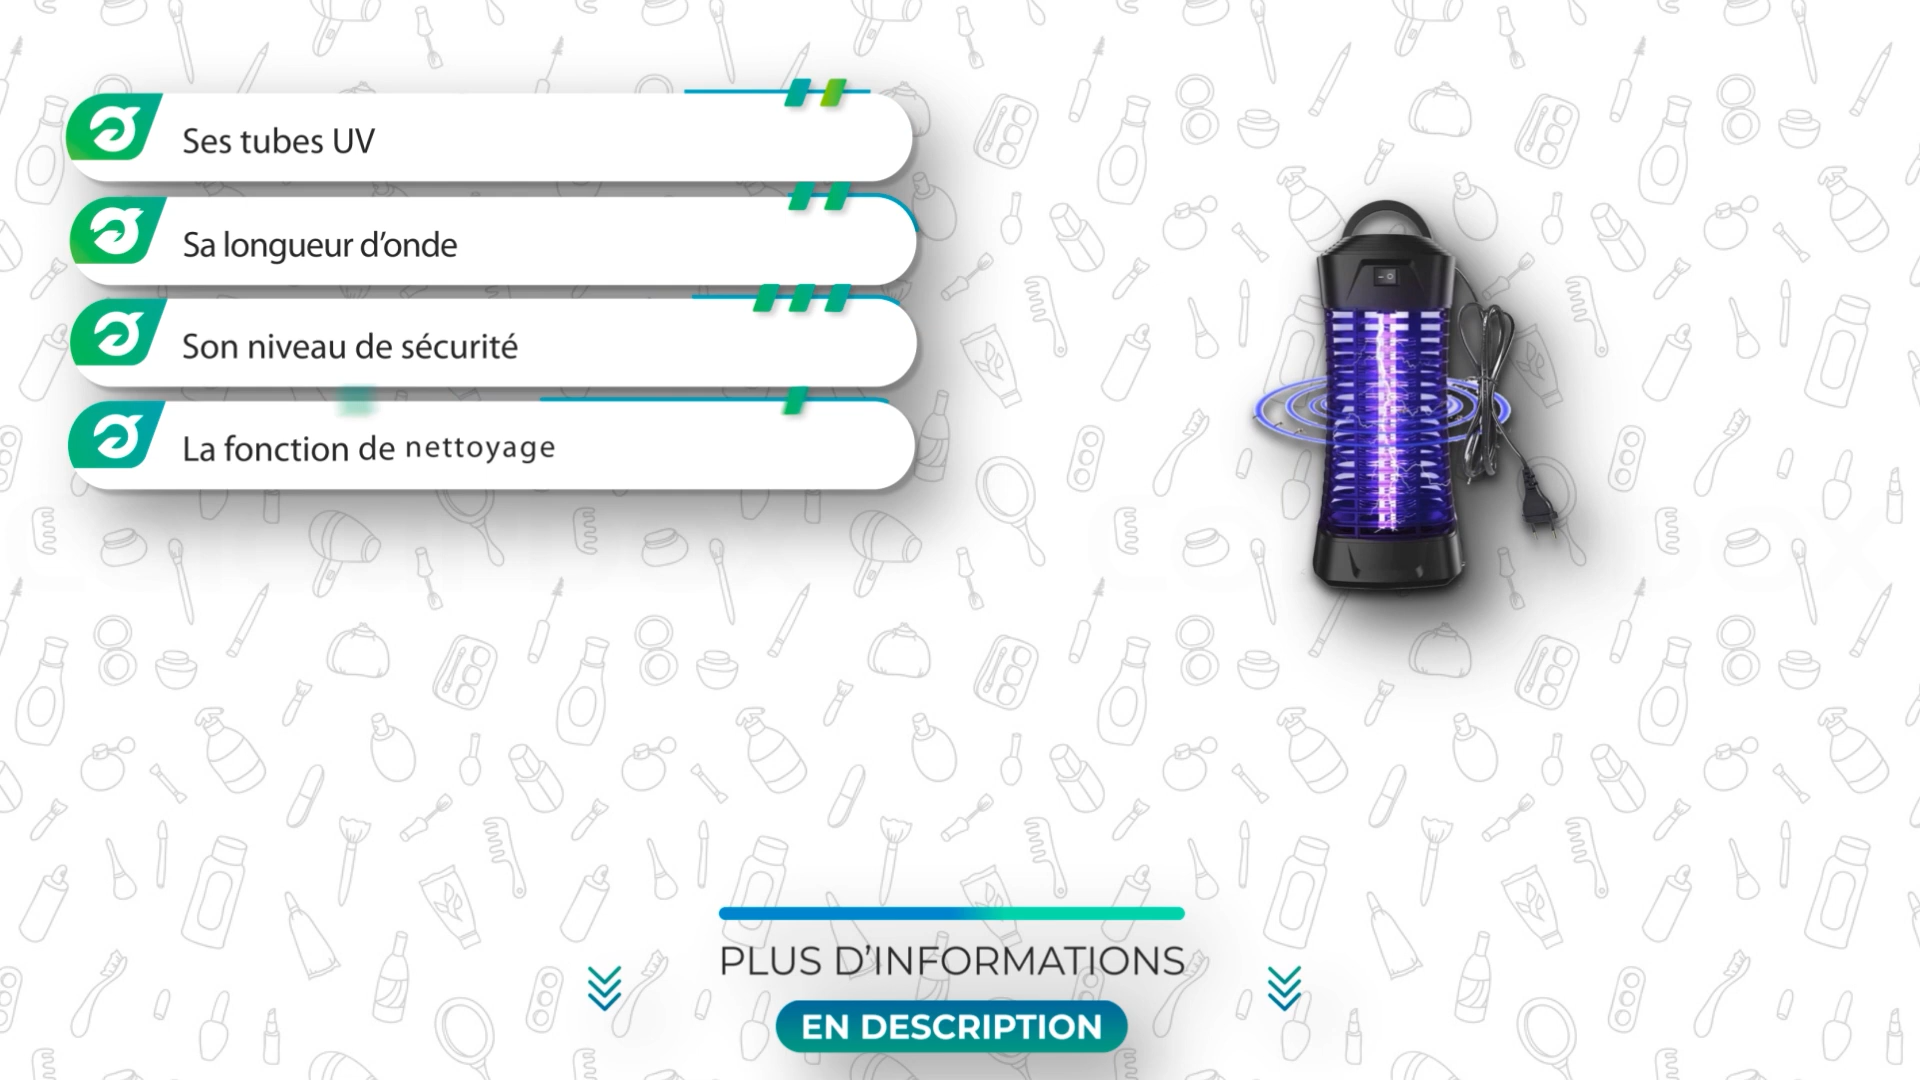 Ses tubes UV
Sa longueur d’onde
Son niveau de sécurité
La fonction de nettoyage
PLUS D’INFORMATIONS
EN DESCRIPTION